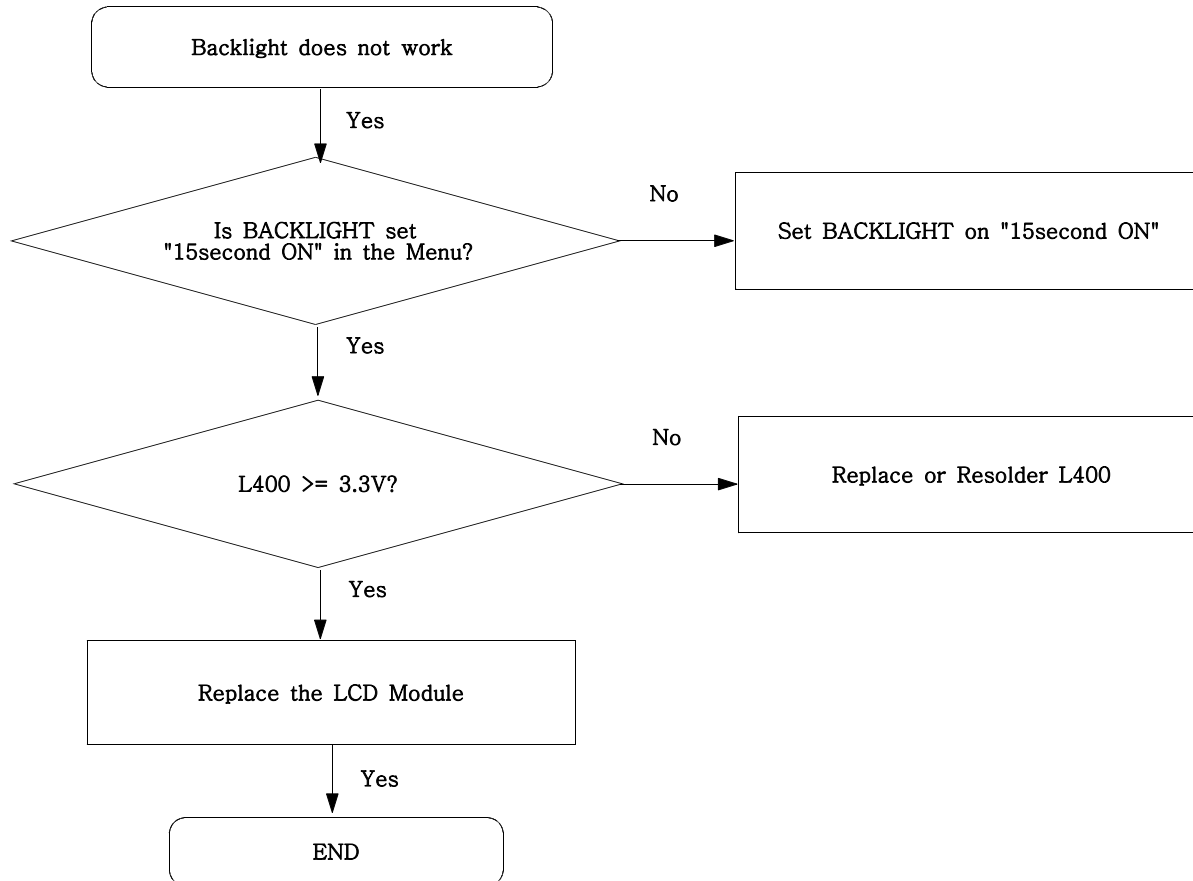 Backlight does not work
Yes
Is BACKLIGHT set
"15second ON" in the Menu?
No
Set BACKLIGHT on "15second ON"
Yes
L400 >= 3.3V?
No
Replace or Resolder L400
Yes
Replace the LCD Module
Yes
END